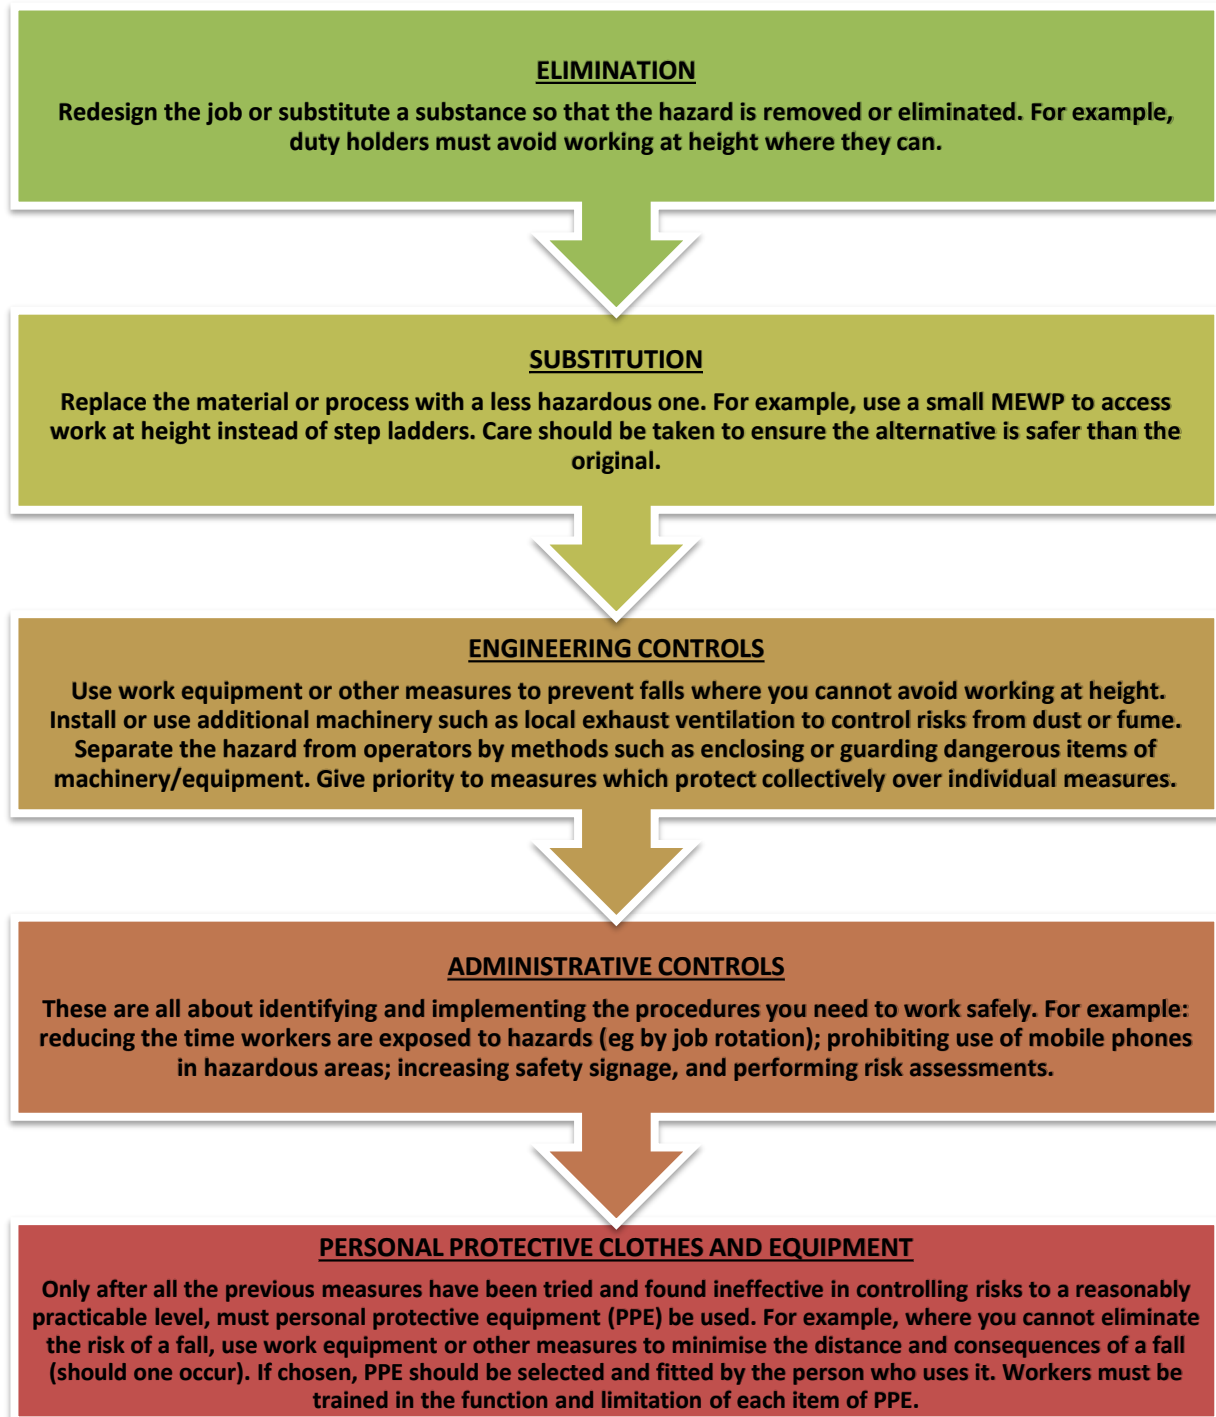 ELIMINATION
Redesign the job or substitute a substance so that the hazard is removed or eliminated. For example,
duty holders must avoid working at height where they can.
SUBSTITUTION
Replace the material or process with a less hazardous one. For example, use a small MEWP to access
work at height instead of step ladders. Care should be taken to ensure the alternative is safer than the
original.
ENGINEERING CONTROLS
Use work equipment or other measures to prevent falls where you cannot avoid working at height.
Install or use additional machinery such as local exhaust ventilation to control risks from dust or fume.
Separate the hazard from operators by methods such as enclosing or guarding dangerous items of
machinery/equipment. Give priority to measures which protect collectively over individual measures.
ADMINISTRATIVE CONTROLS
These are all about identifying and implementing the procedures you need to work safely. For example:
reducing the time workers are exposed to hazards (eg by job rotation); prohibiting use of mobile phones
in hazardous areas; increasing safety signage, and performing risk assessments.
PERSONAL PROTECTIVE CLOTHES AND EQUIPMENT
Only after all the previous measures have been tried and found ineffective in controlling risks to a reasonably
practicable level, must personal protective equipment (PPE) be used. For example, where you cannot eliminate
the risk of a fall, use work equipment or other measures to minimise the distance and consequences of a fall
(should one occur). If chosen, PPE should be selected and fitted by the person who uses it. Workers must be
trained in the function and limitation of each item of PPE.